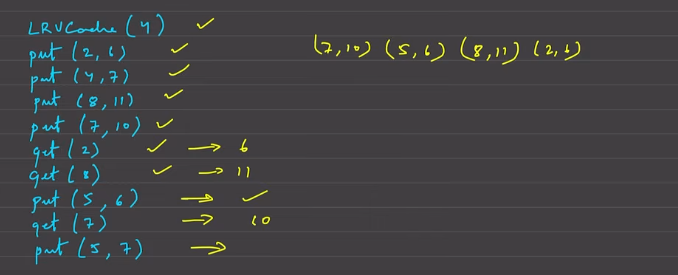 LRUCache (4) ✓
put (2, 6) ✓
put (4, 7) ✓
put (8, 11) ✓
put (7, 10) ✓
get (2) ✓ → 6
get (8) ✓ → 11
put (5, 6) → ✓
get (7) → 10
put (5, 7) →
(7, 10) (5, 6) (8, 11) (2, 6)